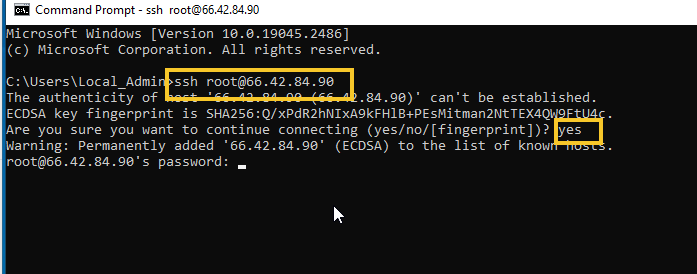 Command Prompt - ssh root@66.42.84.90
Microsoft Windows [Version 10.0.19045.2486]
(c) Microsoft Corporation. All rights reserved.
C:\Users\Local_Admin>ssh root@66.42.84.90
The authenticity of host '66.42.84.90 (66.42.84.90)' can't be established.
ECDSA key fingerprint is SHA256:Q/xPdR2hNIxA9kFHlB+PEsMitman2NtTEX4QW9EtU4c.
Are you sure you want to continue connecting (yes/no/[fingerprint])? yes
Warning: Permanently added '66.42.84.90' (ECDSA) to the list of known hosts.
root@66.42.84.90's password: